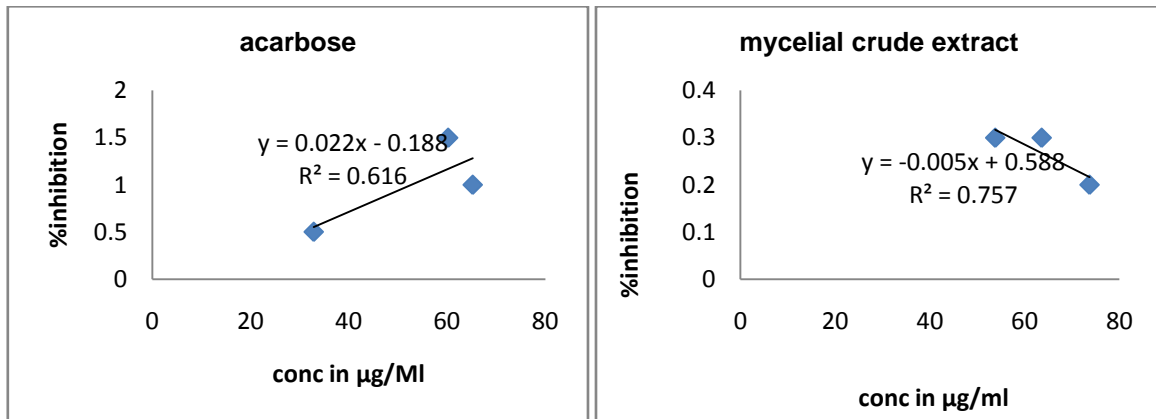 acarbose
%inhibition
2
1.5
1
0.5
0
y = 0.022x - 0.188
R² = 0.616
0 20 40 60 80
conc in µg/Ml
mycelial crude extract
%inhibition
0.4
0.3
0.2
0.1
0
y = -0.005x + 0.588
R² = 0.757
0 20 40 60 80
conc in µg/ml